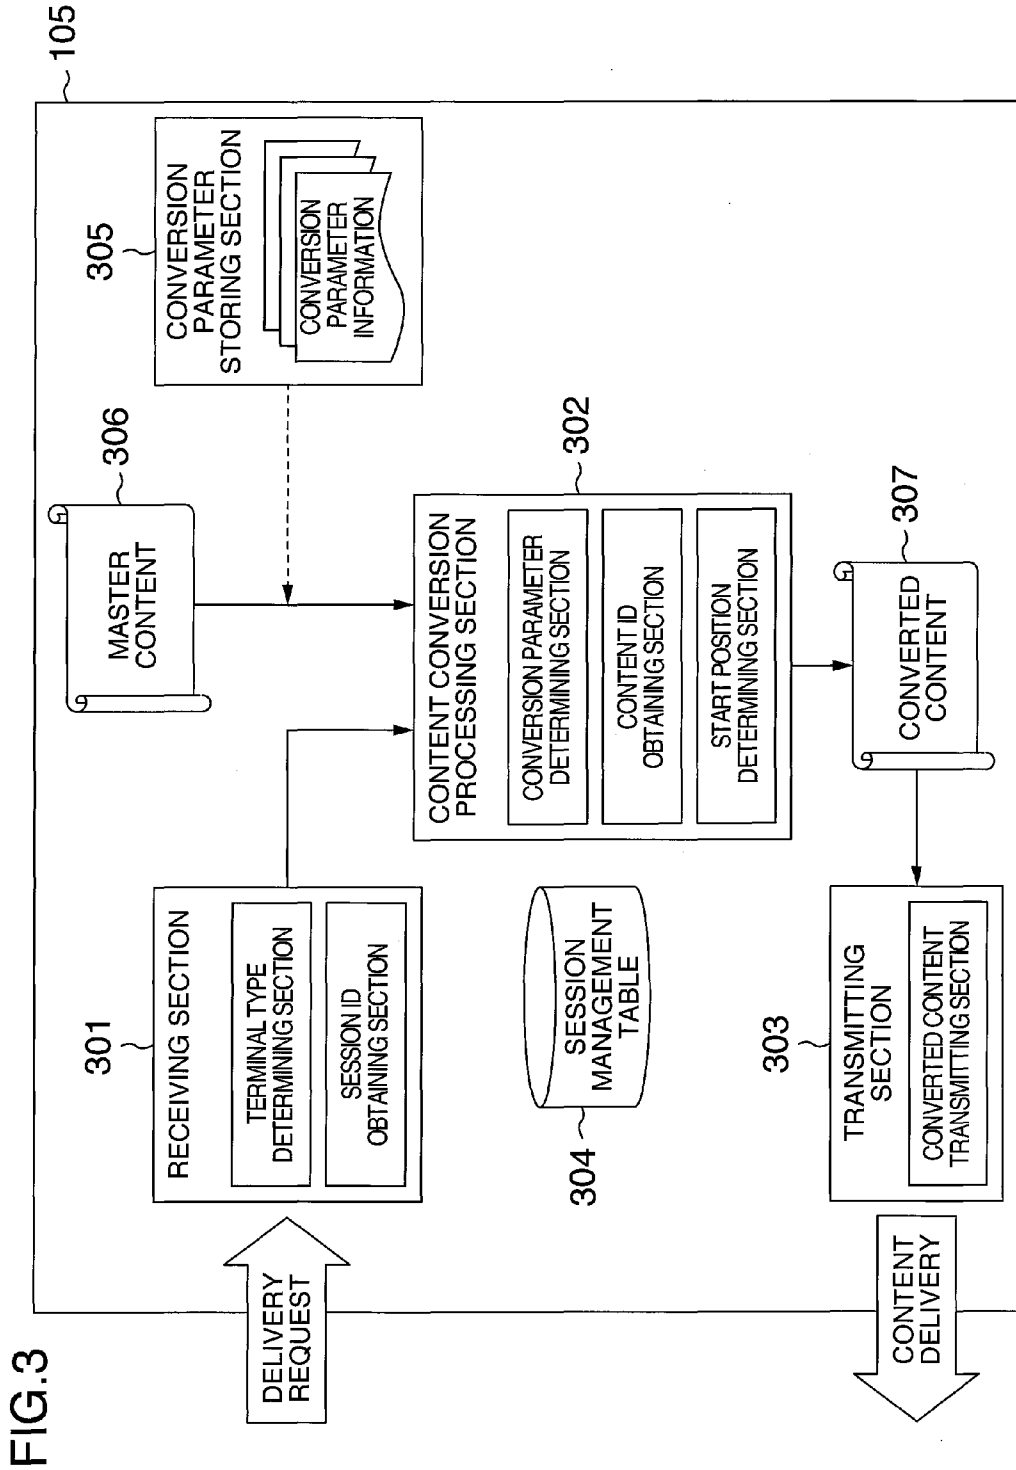 FIG.3
105
DELIVERY
REQUEST
301
RECEIVING SECTION
TERMINAL TYPE
DETERMINING SECTION
SESSION ID
OBTAINING SECTION
306
MASTER
CONTENT
305
CONVERSION
PARAMETER
STORING SECTION
CONVERSION
PARAMETER
INFORMATION
304
SESSION
MANAGEMENT
TABLE
302
CONTENT CONVERSION
PROCESSING SECTION
CONVERSION PARAMETER
DETERMINING SECTION
CONTENT ID
OBTAINING SECTION
START POSITION
DETERMINING SECTION
CONTENT
DELIVERY
303
TRANSMITTING
SECTION
CONVERTED CONTENT
TRANSMITTING SECTION
307
CONVERTED
CONTENT